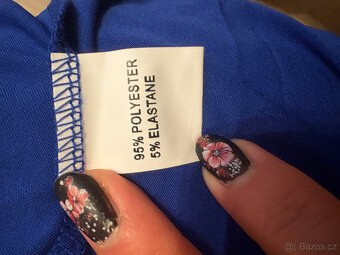 95% POLYESTER
5% ELASTANE
© Bazos.cz